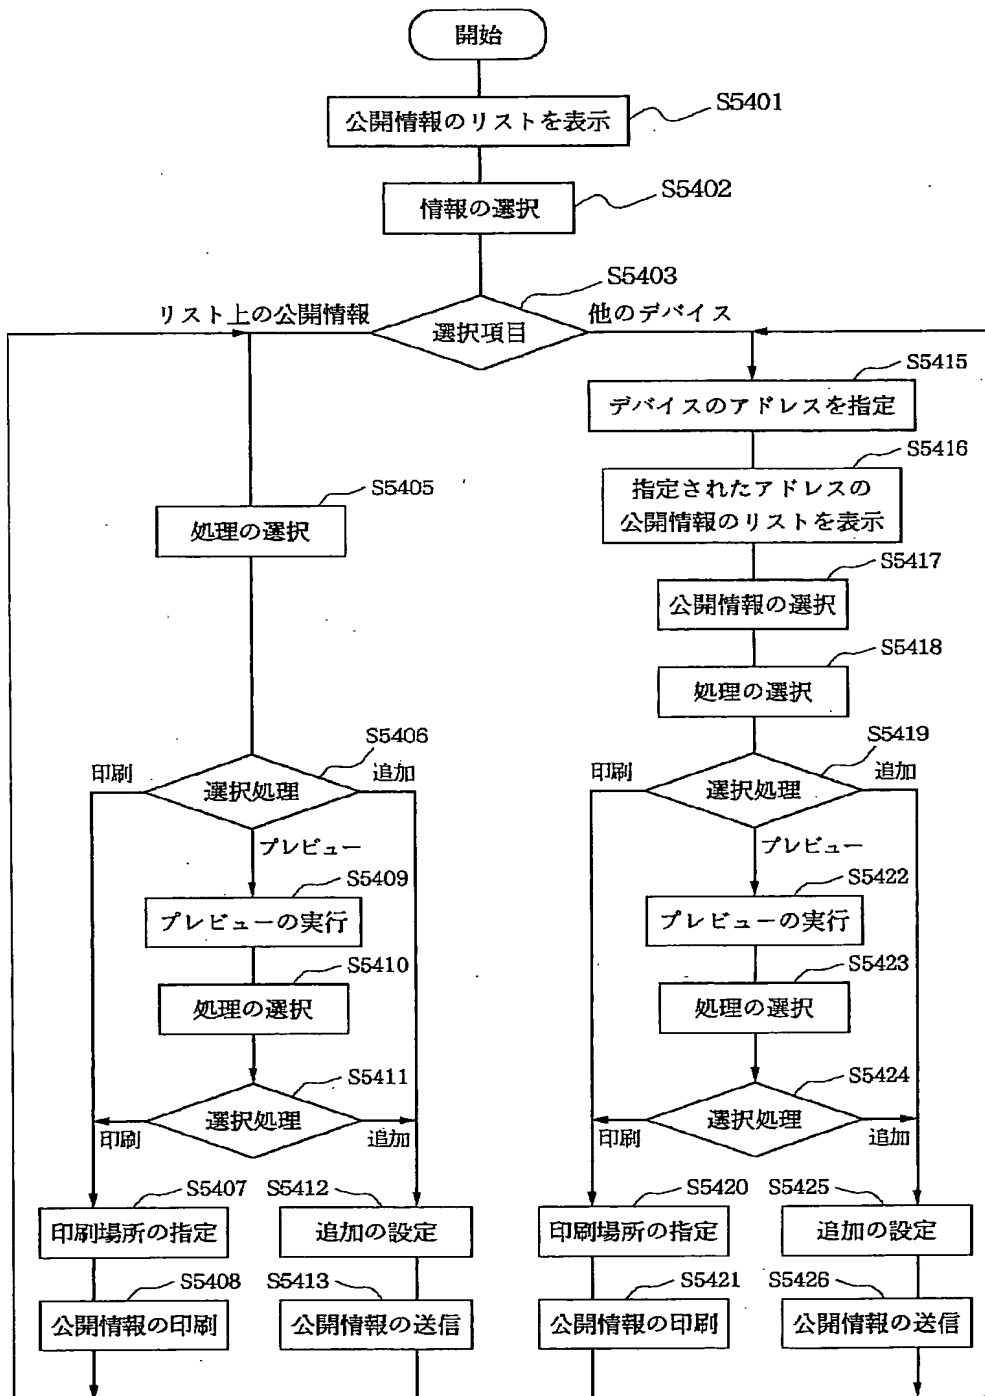 開始
公開情報のリストを表示
S5401
情報の選択
S5402
S5403
リスト上の公開情報
選択項目
他のデバイス
S5415
デバイスのアドレスを指定
S5416
指定されたアドレスの
公開情報のリストを表示
S5405
処理の選択
S5417
公開情報の選択
S5418
処理の選択
S5406
印刷
選択処理
追加
プレビュー
S5409
プレビューの実行
S5410
処理の選択
S5411
選択処理
印刷
追加
S5407
印刷場所の指定
S5412
追加の設定
S5408
公開情報の印刷
S5413
公開情報の送信
S5419
印刷
選択処理
追加
プレビュー
S5422
プレビューの実行
S5423
処理の選択
S5424
選択処理
印刷
追加
S5420
印刷場所の指定
S5425
追加の設定
S5421
公開情報の印刷
S5426
公開情報の送信